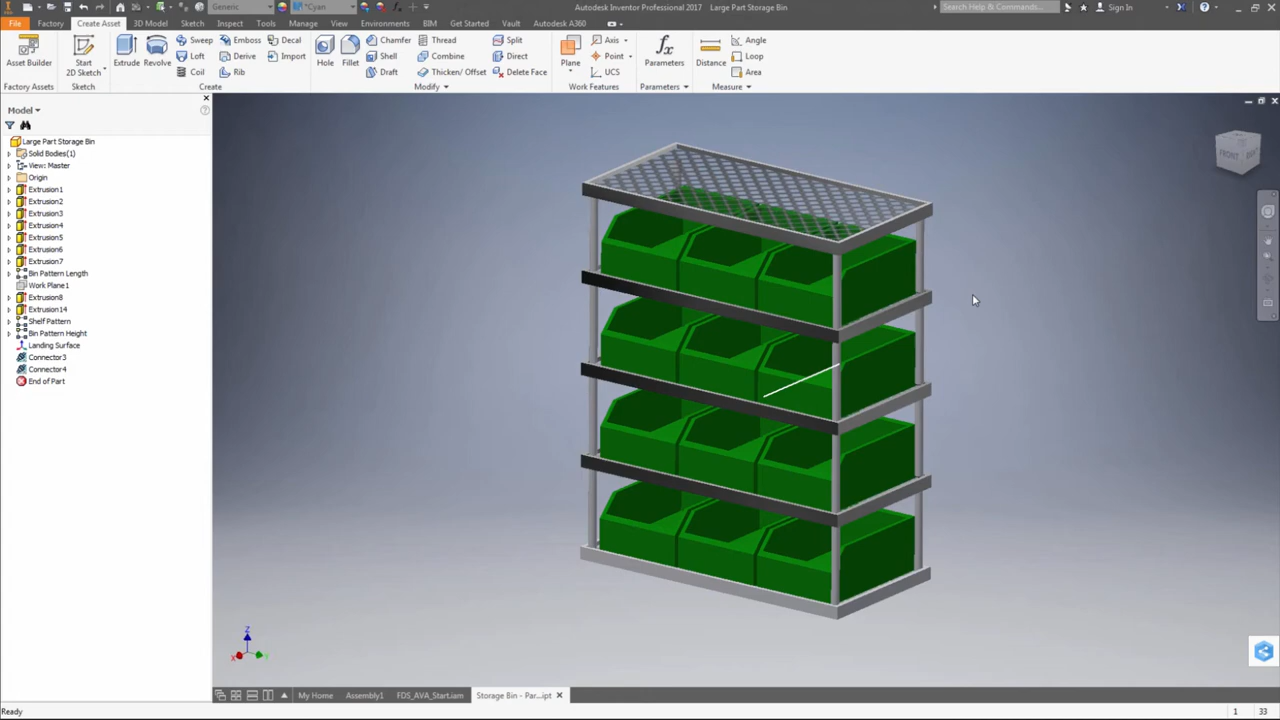 Generic
*Cyan
Autodesk Inventor Professional 2017 Large Part Storage Bin
Search Help & Commands...
Sign In
File Factory Create Asset 3D Model Sketch Inspect Tools Manage View Environments BIM Get Started Vault Autodesk A360
Asset Builder
Start
2D Sketch
Extrude
Revolve
Sweep
Loft
Coil
Emboss
Derive
Rib
Decal
Import
Hole
Fillet
Chamfer
Shell
Draft
Thread
Combine
Thicken/ Offset
Split
Direct
Delete Face
Plane
Axis
Point
UCS
fx
Parameters
Distance
Angle
Loop
Area
Factory Assets Sketch Create Modify Work Features Parameters Measure
Model
Large Part Storage Bin
Solid Bodies(1)
View: Master
Origin
Extrusion1
Extrusion2
Extrusion3
Extrusion4
Extrusion5
Extrusion6
Extrusion7
Bin Pattern Length
Work Plane1
Extrusion8
Extrusion14
Shelf Pattern
Bin Pattern Height
Landing Surface
Connector3
Connector4
End of Part
FRONT
Z
X
Y
My Home Assembly1 FDS_AVA_Start.iam Storage Bin - Par...ipt
Ready 1 33